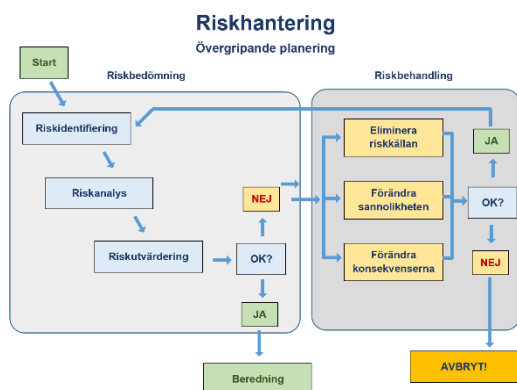 Riskhantering
Övergripande planering
Start
Riskbedömning
Riskbehandling
Riskidentifiering
Eliminera
riskkällan
JA
Riskanalys
NEJ
Förändra
sannolikheten
OK?
Riskutvärdering
OK?
Förändra
konsekvenserna
NEJ
JA
Beredning
AVBRYT!